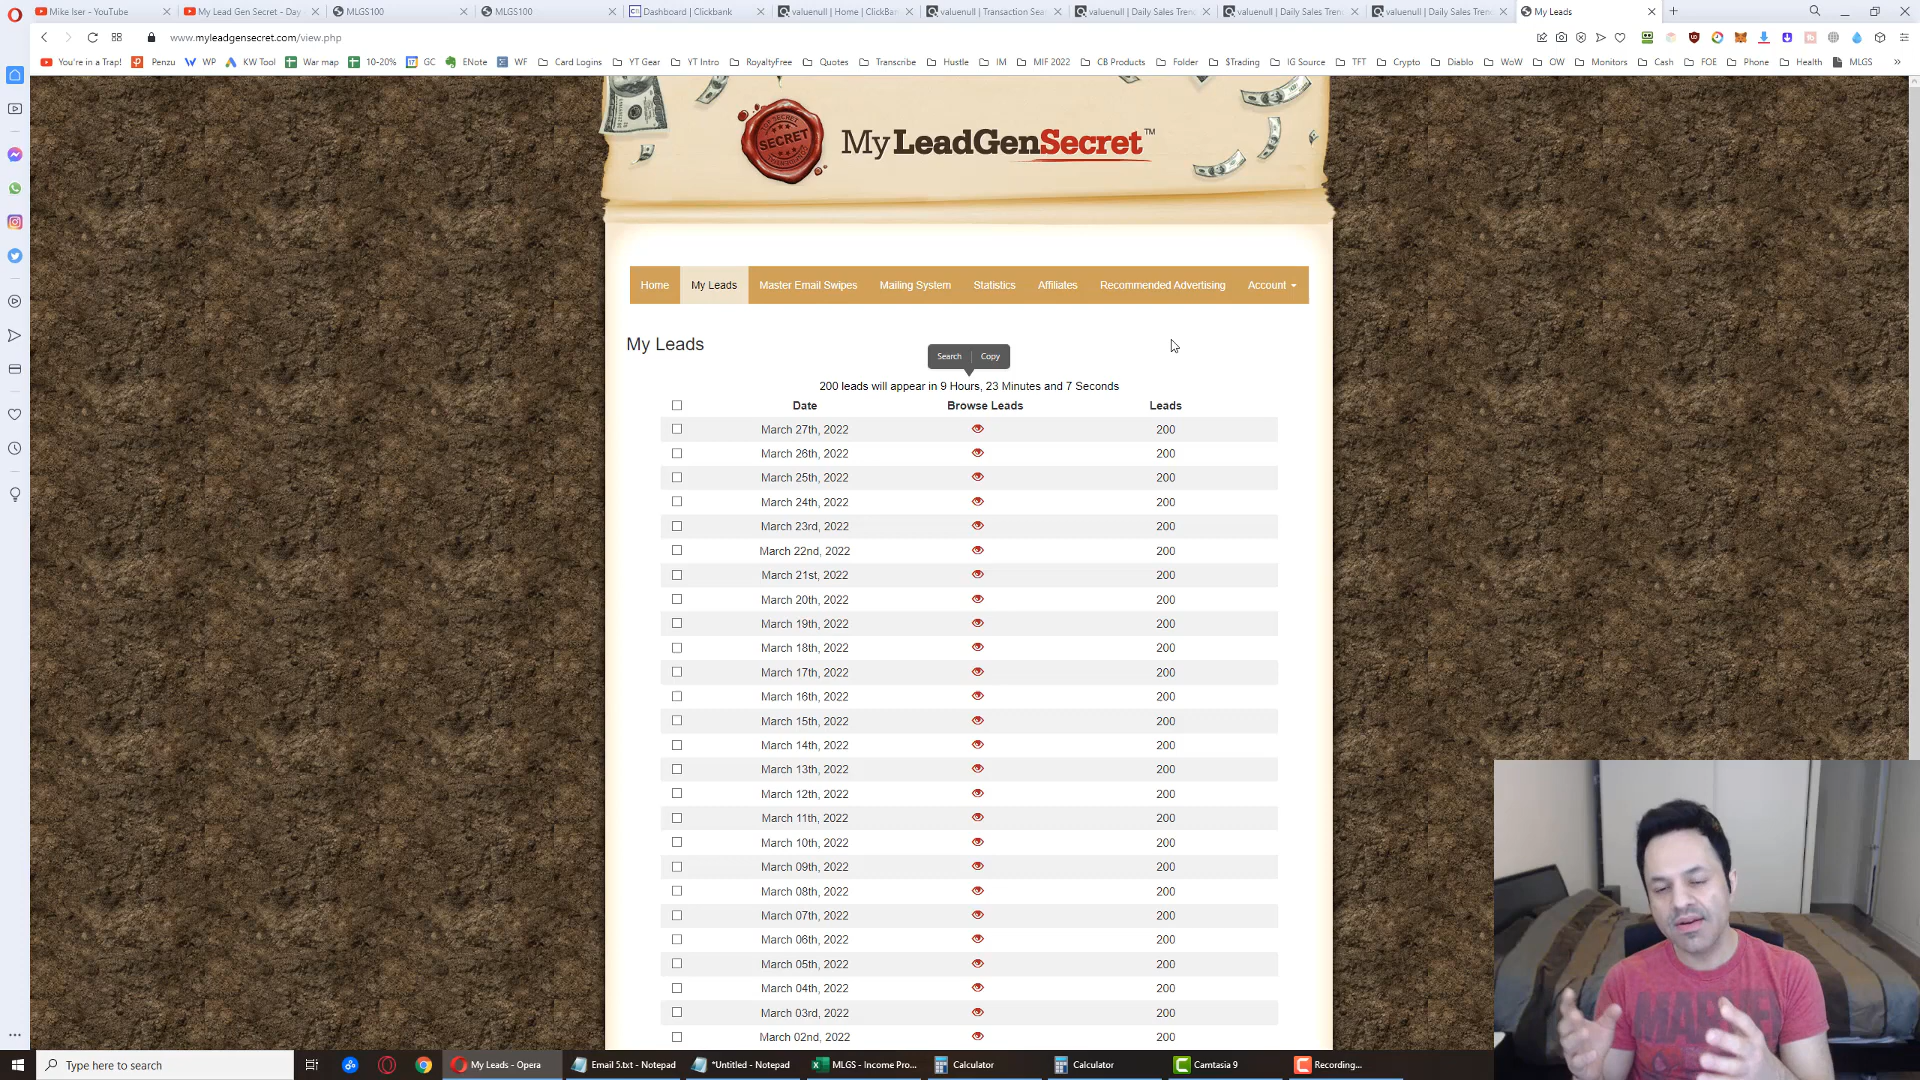 Mike Iser - YouTube
My Lead Gen Secret - Day
MLGS100
MLGS100
Dashboard | Clickbank
valuenull | Home | ClickBa
valuenull | Transaction Sea
valuenull | Daily Sales Tren
valuenull | Daily Sales Tren
valuenull | Daily Sales Tren
My Leads
www.myleadgensecret.com/view.php
You're in a Trap!
Penzu
WP
KW Tool
War map
10-20%
GC
ENote
WF
Card Logins
YT Gear
YT Intro
RoyaltyFree
Quotes
Transcribe
Hustle
IM
MIF 2022
CB Products
Folder
$Trading
IG Source
TFT
Crypto
Diablo
WoW
OW
Monitors
Cash
FOE
Phone
Health
MLGS
SECRET
MyLeadGenSecret™
Home
My Leads
Master Email Swipes
Mailing System
Statistics
Affiliates
Recommended Advertising
Account
My Leads
Search
Copy
200 leads will appear in 9 Hours, 23 Minutes and 7 Seconds
Date Browse Leads Leads
March 27th, 2022 200
March 26th, 2022 200
March 25th, 2022 200
March 24th, 2022 200
March 23rd, 2022 200
March 22nd, 2022 200
March 21st, 2022 200
March 20th, 2022 200
March 19th, 2022 200
March 18th, 2022 200
March 17th, 2022 200
March 16th, 2022 200
March 15th, 2022 200
March 14th, 2022 200
March 13th, 2022 200
March 12th, 2022 200
March 11th, 2022 200
March 10th, 2022 200
March 09th, 2022 200
March 08th, 2022 200
March 07th, 2022 200
March 06th, 2022 200
March 05th, 2022 200
March 04th, 2022 200
March 03rd, 2022 200
March 02nd, 2022 200
MARVEL
Type here to search
My Leads - Opera
Email 5.txt - Notepad
*Untitled - Notepad
MLGS - Income Pro...
Calculator
Calculator
Camtasia 9
Recording...